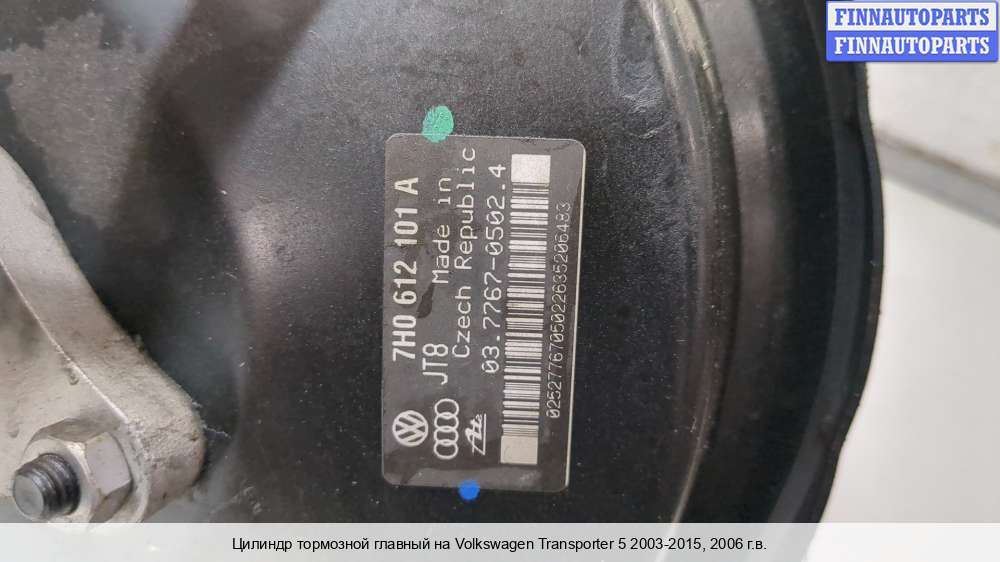 FINNAUTOPARTS
FINNAUTOPARTS
7H0 612 101 A
JT8 Made in
Czech Republic
03.7767-0502.4
Ate
0252776705022635206483
Цилиндр тормозной главный на Volkswagen Transporter 5 2003-2015, 2006 г.в.